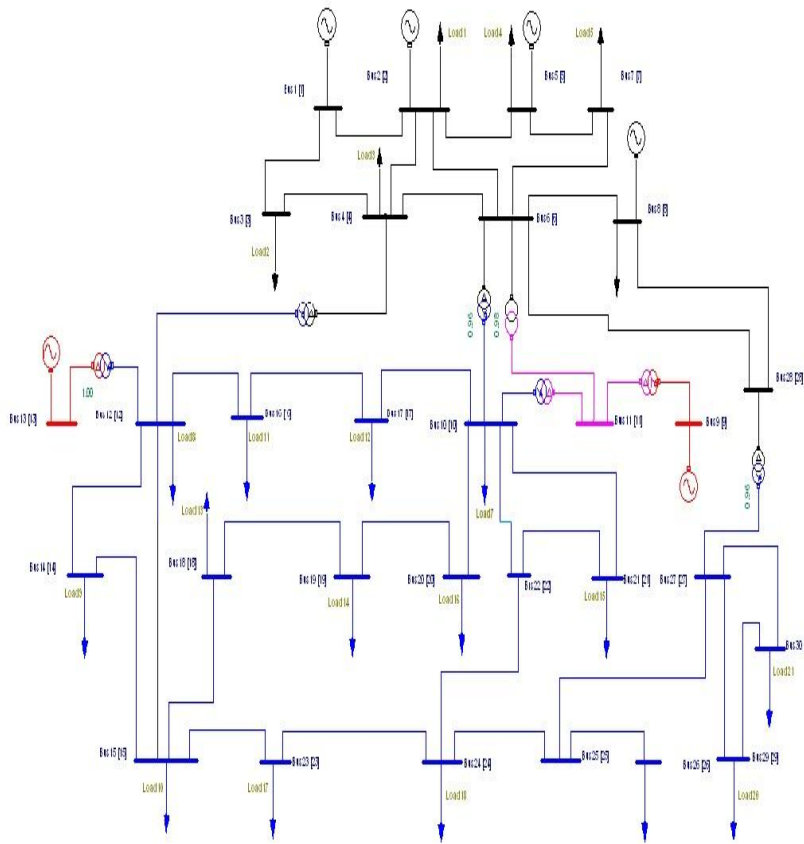 Load1
Load4
Load5
Bus1 [1]
Bus2 [2]
Bus5 [5]
Bus7 [7]
Load3
Bus3 [3]
Bus4 [4]
Bus6 [6]
Bus8 [8]
Load2
0.96
0.96
1.00
Bus28 [28]
Bus13 [13]
Bus12 [12]
Bus16 [16]
Bus17 [17]
Bus10 [10]
Bus11 [11]
Bus9 [9]
Load8
Load11
Load12
0.96
Load13
Load7
Bus14 [14]
Bus18 [18]
Bus19 [19]
Bus20 [20]
Bus22 [22]
Bus21 [21]
Bus27 [27]
Load9
Load14
Load16
Load15
Bus30
Load21
Bus15 [15]
Bus23 [23]
Bus24 [24]
Bus25 [25]
Bus26 [26]
Bus29 [29]
Load10
Load17
Load18
Load20